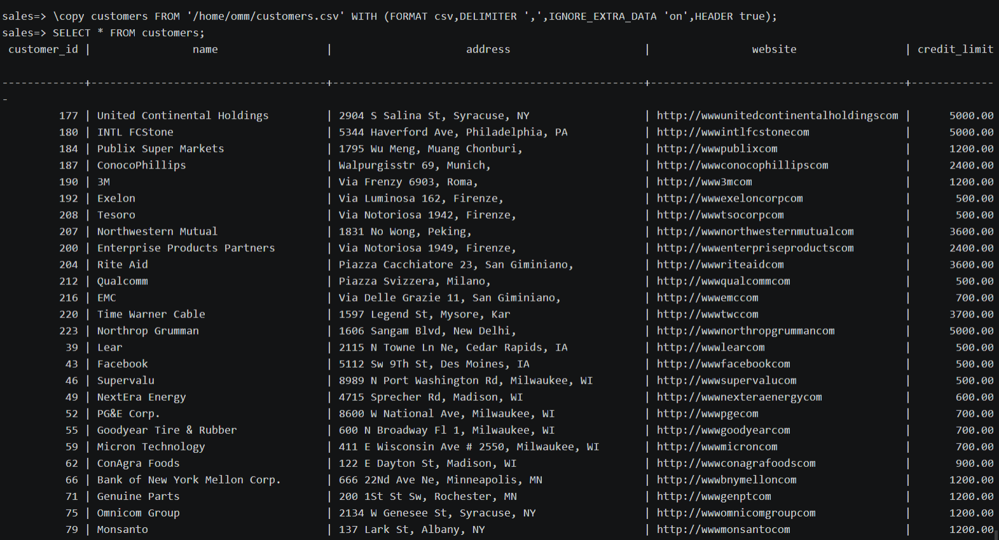 sales=> \copy customers FROM '/home/omm/customers.csv' WITH (FORMAT csv,DELIMITER ',',IGNORE_EXTRA_DATA 'on',HEADER true);
sales=> SELECT * FROM customers;
 customer_id |                name                 |                     address                     |                website                 | credit_limit
-------------+-------------------------------------+-------------------------------------------------+----------------------------------------+-------------
-
         177 | United Continental Holdings         | 2904 S Salina St, Syracuse, NY                  | http://wwwunitedcontinentalholdingscom |      5000.00
         180 | INTL FCStone                        | 5344 Haverford Ave, Philadelphia, PA            | http://wwwintlfcstonecom               |      5000.00
         184 | Publix Super Markets                | 1795 Wu Meng, Muang Chonburi,                   | http://wwwpublixcom                    |      1200.00
         187 | ConocoPhillips                      | Walpurgisstr 69, Munich,                        | http://wwwconocophillipscom            |      2400.00
         190 | 3M                                  | Via Frenzy 6903, Roma,                          | http://www3mcom                        |      1200.00
         192 | Exelon                              | Via Luminosa 162, Firenze,                      | http://wwwexeloncorpcom                |       500.00
         208 | Tesoro                              | Via Notoriosa 1942, Firenze,                    | http://wwwtsocorpcom                   |       500.00
         207 | Northwestern Mutual                 | 1831 No Wong, Peking,                           | http://wwwnorthwesternmutualcom        |      3600.00
         200 | Enterprise Products Partners        | Via Notoriosa 1949, Firenze,                    | http://wwwenterpriseproductscom        |      2400.00
         204 | Rite Aid                            | Piazza Cacchiatore 23, San Giminiano,           | http://wwwriteaidcom                   |      3600.00
         212 | Qualcomm                            | Piazza Svizzera, Milano,                        | http://wwwqualcommcom                  |       500.00
         216 | EMC                                 | Via Delle Grazie 11, San Giminiano,             | http://wwwemccom                       |       700.00
         220 | Time Warner Cable                   | 1597 Legend St, Mysore, Kar                     | http://wwwtwccom                       |      3700.00
         223 | Northrop Grumman                    | 1606 Sangam Blvd, New Delhi,                    | http://wwwnorthropgrummancom           |      5000.00
          39 | Lear                                | 2115 N Towne Ln Ne, Cedar Rapids, IA            | http://wwwlearcom                      |       500.00
          43 | Facebook                            | 5112 Sw 9Th St, Des Moines, IA                  | http://wwwfacebookcom                  |       500.00
          46 | Supervalu                           | 8989 N Port Washington Rd, Milwaukee, WI        | http://wwwsupervalucom                 |       500.00
          49 | NextEra Energy                      | 4715 Sprecher Rd, Madison, WI                   | http://wwwnexteraenergycom             |       600.00
          52 | PG&E Corp.                          | 8600 W National Ave, Milwaukee, WI              | http://wwwpgecom                       |       700.00
          55 | Goodyear Tire & Rubber              | 600 N Broadway Fl 1, Milwaukee, WI              | http://wwwgoodyearcom                  |       700.00
          59 | Micron Technology                   | 411 E Wisconsin Ave # 2550, Milwaukee, WI       | http://wwwmicroncom                    |       700.00
          62 | ConAgra Foods                       | 122 E Dayton St, Madison, WI                    | http://wwwconagrafoodscom              |       900.00
          66 | Bank of New York Mellon Corp.       | 666 22Nd Ave Ne, Minneapolis, MN                | http://wwwbnymelloncom                 |      1200.00
          71 | Genuine Parts                       | 200 1St St Sw, Rochester, MN                    | http://wwwgenptcom                     |      1200.00
          75 | Omnicom Group                       | 2134 W Genesee St, Syracuse, NY                 | http://wwwomnicomgroupcom              |      1200.00
          79 | Monsanto                            | 137 Lark St, Albany, NY                         | http://wwwmonsantocom                  |      1200.00